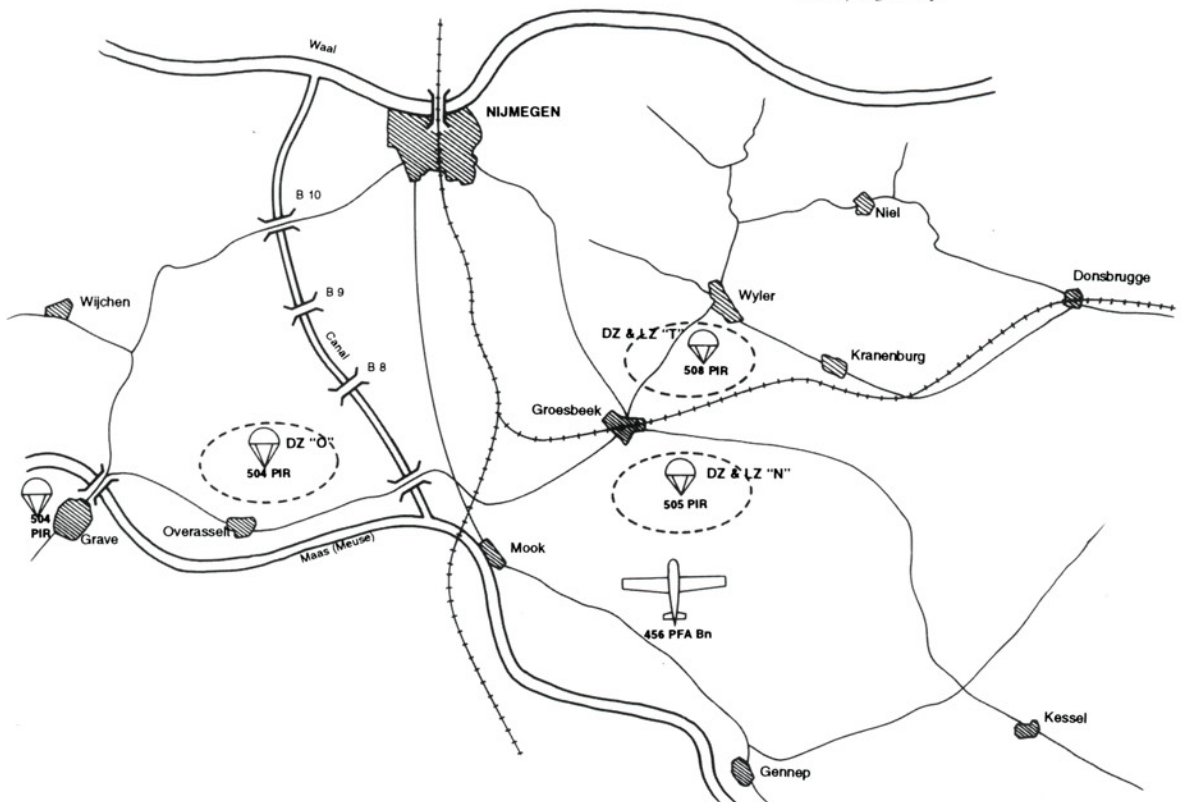 Waal
NIJMEGEN
B 10
Niel
Donsbrugge
B 9
Wijchen
Wyler
Canal
DZ & LZ "T"
508 PIR
Kranenburg
B 8
Groesbeek
DZ "O"
504 PIR
DZ & LZ "N"
505 PIR
504
PIR
Grave
Overasselt
Maas (Meuse)
Mook
456 PFA Bn
Kessel
Gennep